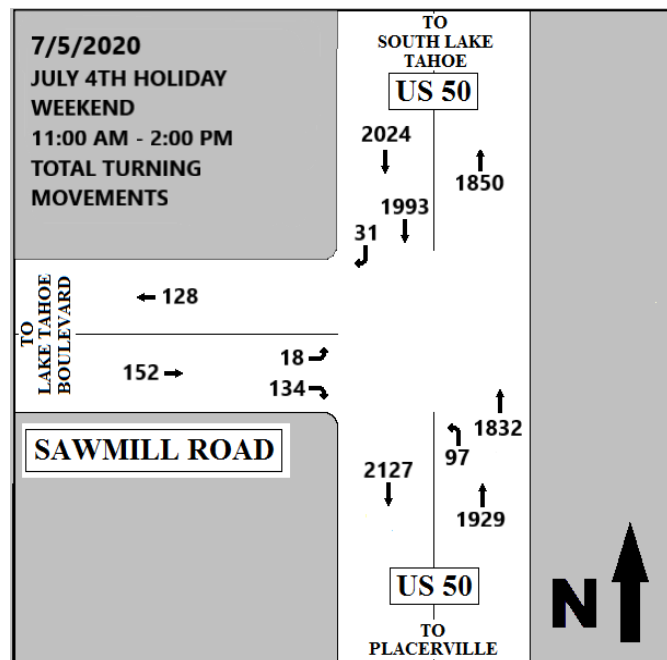 7/5/2020
JULY 4TH HOLIDAY
WEEKEND
11:00 AM - 2:00 PM
TOTAL TURNING
MOVEMENTS
TO
SOUTH LAKE
TAHOE
US 50
2024
1850
1993
31
TO
LAKE TAHOE
BOULEVARD
128
152
18
134
SAWMILL ROAD
1832
97
2127
1929
US 50
TO
PLACERVILLE
N